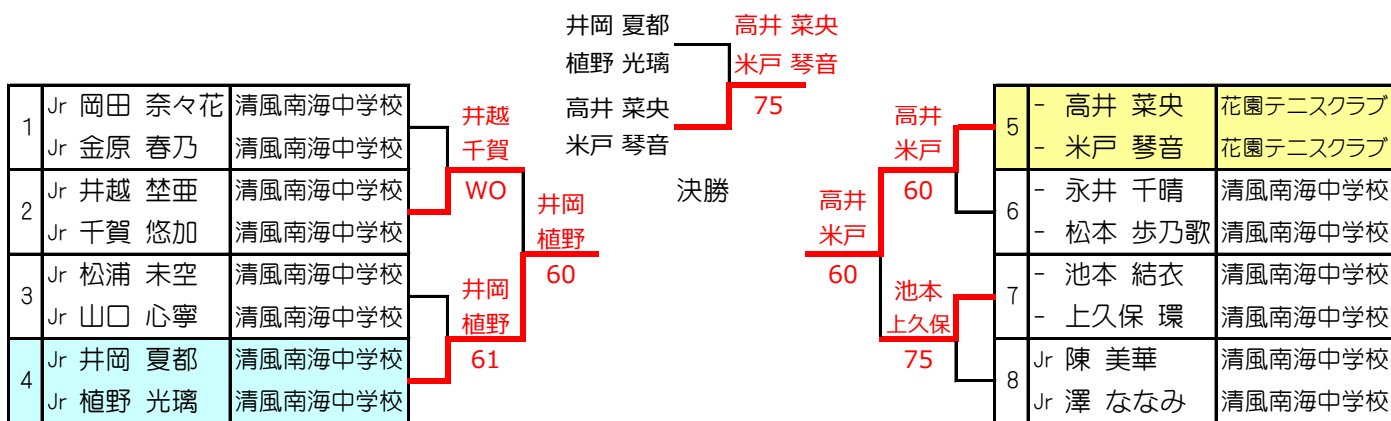 井岡 夏都 高井 菜央
植野 光璃 米戸 琴音
高井 菜央 75
米戸 琴音
決勝
1 Jr 岡田 奈々花 清風南海中学校
Jr 金原 春乃 清風南海中学校
2 Jr 井越 埜亜 清風南海中学校
Jr 千賀 悠加 清風南海中学校
3 Jr 松浦 未空 清風南海中学校
Jr 山口 心寧 清風南海中学校
4 Jr 井岡 夏都 清風南海中学校
Jr 植野 光璃 清風南海中学校
井越
千賀
WO
井岡
植野
61
井岡
植野
60
高井
米戸
60
高井
米戸
60
池本
上久保
75
5 - 高井 菜央 花園テニスクラブ
- 米戸 琴音 花園テニスクラブ
6 - 永井 千晴 清風南海中学校
- 松本 歩乃歌 清風南海中学校
7 - 池本 結衣 清風南海中学校
- 上久保 環 清風南海中学校
8 Jr 陳 美華 清風南海中学校
Jr 澤 ななみ 清風南海中学校